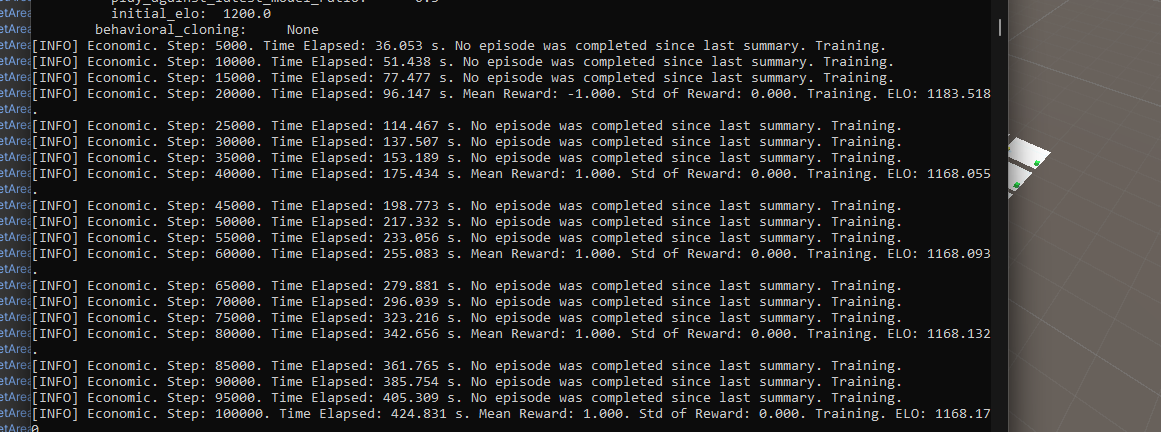 play_against_latest_model_ratio: 0.5
initial_elo: 1200.0
behavioral_cloning: None
[INFO] Economic. Step: 5000. Time Elapsed: 36.053 s. No episode was completed since last summary. Training.
[INFO] Economic. Step: 10000. Time Elapsed: 51.438 s. No episode was completed since last summary. Training.
[INFO] Economic. Step: 15000. Time Elapsed: 77.477 s. No episode was completed since last summary. Training.
[INFO] Economic. Step: 20000. Time Elapsed: 96.147 s. Mean Reward: -1.000. Std of Reward: 0.000. Training. ELO: 1183.518
.
[INFO] Economic. Step: 25000. Time Elapsed: 114.467 s. No episode was completed since last summary. Training.
[INFO] Economic. Step: 30000. Time Elapsed: 137.507 s. No episode was completed since last summary. Training.
[INFO] Economic. Step: 35000. Time Elapsed: 153.189 s. No episode was completed since last summary. Training.
[INFO] Economic. Step: 40000. Time Elapsed: 175.434 s. Mean Reward: 1.000. Std of Reward: 0.000. Training. ELO: 1168.055
.
[INFO] Economic. Step: 45000. Time Elapsed: 198.773 s. No episode was completed since last summary. Training.
[INFO] Economic. Step: 50000. Time Elapsed: 217.332 s. No episode was completed since last summary. Training.
[INFO] Economic. Step: 55000. Time Elapsed: 233.056 s. No episode was completed since last summary. Training.
[INFO] Economic. Step: 60000. Time Elapsed: 255.083 s. Mean Reward: 1.000. Std of Reward: 0.000. Training. ELO: 1168.093
.
[INFO] Economic. Step: 65000. Time Elapsed: 279.881 s. No episode was completed since last summary. Training.
[INFO] Economic. Step: 70000. Time Elapsed: 296.039 s. No episode was completed since last summary. Training.
[INFO] Economic. Step: 75000. Time Elapsed: 323.216 s. No episode was completed since last summary. Training.
[INFO] Economic. Step: 80000. Time Elapsed: 342.656 s. Mean Reward: 1.000. Std of Reward: 0.000. Training. ELO: 1168.132
.
[INFO] Economic. Step: 85000. Time Elapsed: 361.765 s. No episode was completed since last summary. Training.
[INFO] Economic. Step: 90000. Time Elapsed: 385.754 s. No episode was completed since last summary. Training.
[INFO] Economic. Step: 95000. Time Elapsed: 405.309 s. No episode was completed since last summary. Training.
[INFO] Economic. Step: 100000. Time Elapsed: 424.831 s. Mean Reward: 1.000. Std of Reward: 0.000. Training. ELO: 1168.17